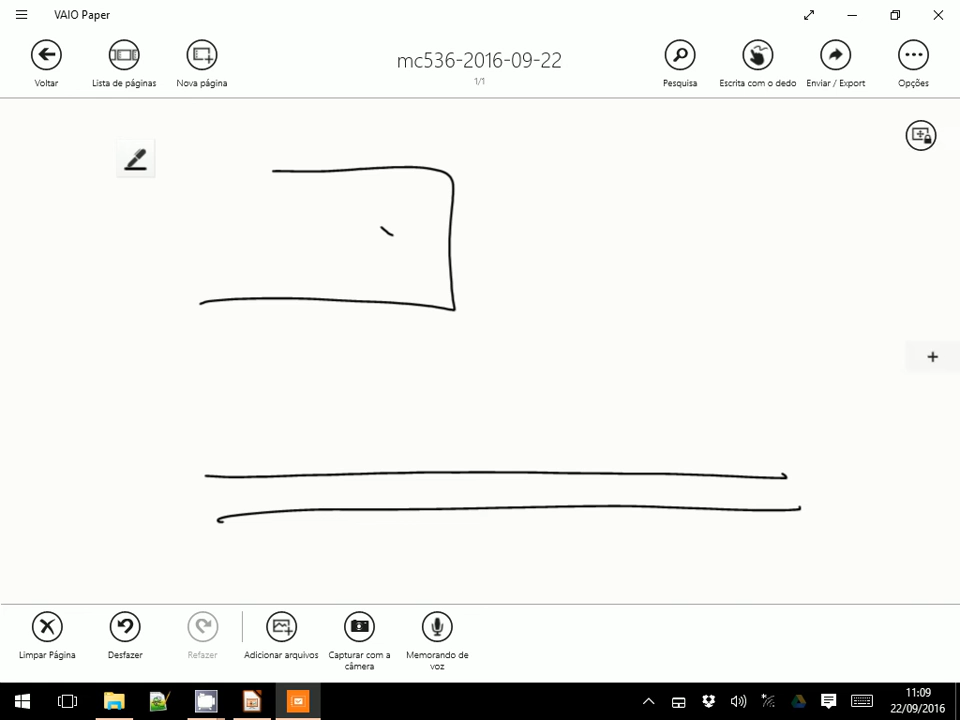 VAIO Paper
Voltar
Lista de páginas
Nova página
mc536-2016-09-22
1/1
Pesquisa
Escrita com o dedo
Enviar / Export
Opções
Limpar Página
Desfazer
Refazer
Adicionar arquivos
Capturar com a
câmera
Memorando de
voz
11:09
22/09/2016